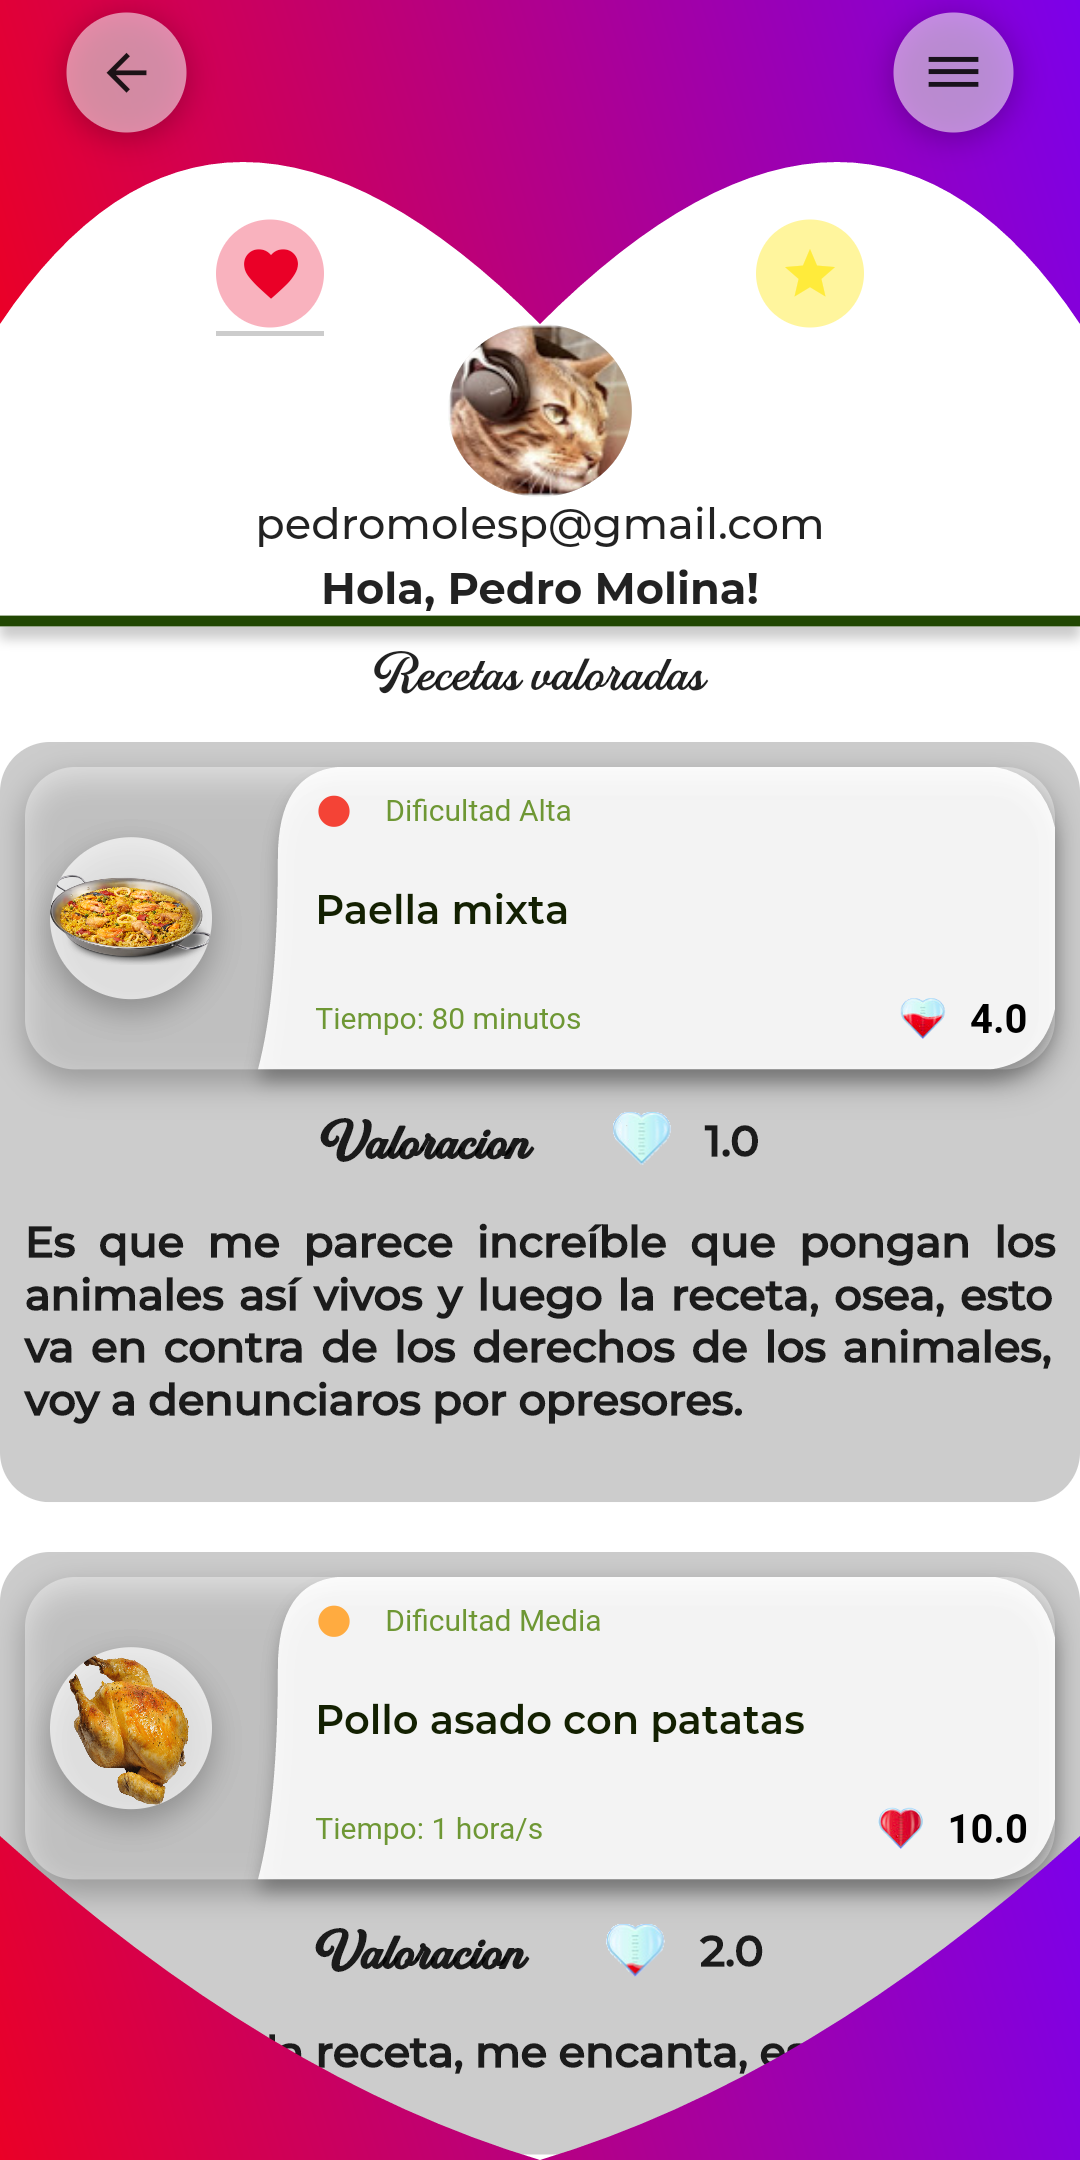 pedromolesp@gmail.com
Hola, Pedro Molina!
Recetas valoradas
Dificultad Alta
Paella mixta
Tiempo: 80 minutos
4.0
Valoracion
1.0
Es que me parece increíble que pongan los
animales así vivos y luego la receta, osea, esto
va en contra de los derechos de los animales,
voy a denunciaros por opresores.
Dificultad Media
Pollo asado con patatas
Tiempo: 1 hora/s
10.0
Valoracion
2.0
receta, me encanta,